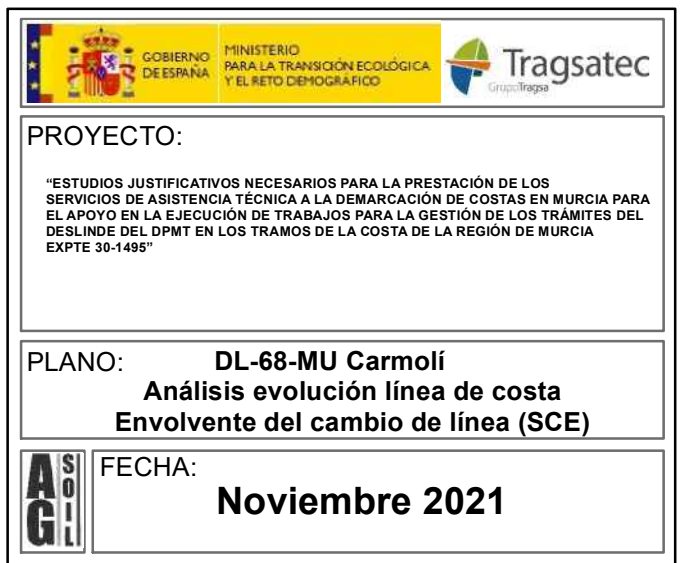 GOBIERNO
DE ESPAÑA
MINISTERIO
PARA LA TRANSICIÓN ECOLÓGICA
Y EL RETO DEMOGRÁFICO
Tragsatec
GrupoTragsa
PROYECTO:
“ESTUDIOS JUSTIFICATIVOS NECESARIOS PARA LA PRESTACIÓN DE LOS
SERVICIOS DE ASISTENCIA TÉCNICA A LA DEMARCACIÓN DE COSTAS EN MURCIA PARA
EL APOYO EN LA EJECUCIÓN DE TRABAJOS PARA LA GESTIÓN DE LOS TRÁMITES DEL
DESLINDE DEL DPMT EN LOS TRAMOS DE LA COSTA DE LA REGIÓN DE MURCIA
EXPTE 30-1495”
PLANO: DL-68-MU Carmolí
Análisis evolución línea de costa
Envolvente del cambio de línea (SCE)
AG
SOIL
FECHA:
Noviembre 2021